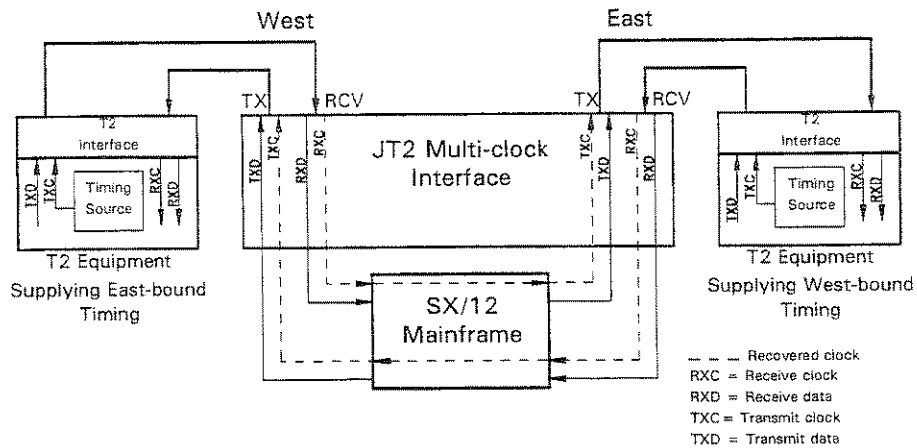 West
East
TX
RCV
TX
RCV
T2
Interface
TXD
TXC
RXC
RXD
Timing
Source
T2 Equipment
Supplying East-bound
Timing
TXD
TXC
RXD
RXC
JT2 Multi-clock
Interface
TXC
TXD
RXC
RXD
SX/12
Mainframe
T2
Interface
TXD
TXC
RXC
RXD
Timing
Source
T2 Equipment
Supplying West-bound
Timing
Recovered clock
RXC = Receive clock
RXD = Receive data
TXC = Transmit clock
TXD = Transmit data